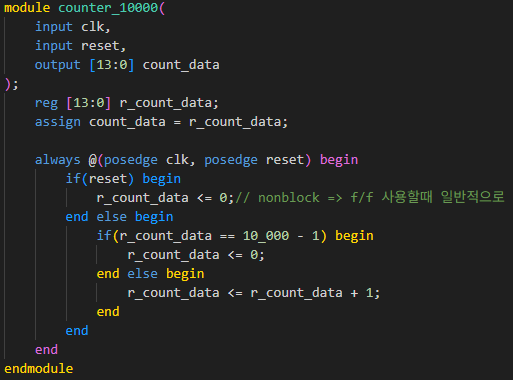 module counter_10000(
    input clk,
    input reset,
    output [13:0] count_data
);
    reg [13:0] r_count_data;
    assign count_data = r_count_data;

    always @(posedge clk, posedge reset) begin
        if(reset) begin
            r_count_data <= 0;// nonblock => f/f 사용할때 일반적으로
        end else begin
            if(r_count_data == 10_000 - 1) begin
                r_count_data <= 0;
            end else begin
                r_count_data <= r_count_data + 1;
            end
        end
    end
endmodule